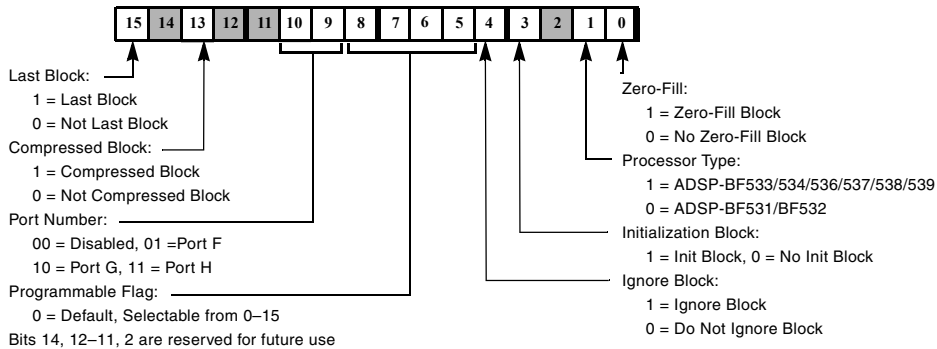 15 14 13 12 11 10 9 8 7 6 5 4 3 2 1 0
Last Block:
1 = Last Block
0 = Not Last Block
Compressed Block:
1 = Compressed Block
0 = Not Compressed Block
Port Number:
00 = Disabled, 01 =Port F
10 = Port G, 11 = Port H
Programmable Flag:
0 = Default, Selectable from 0–15
Bits 14, 12–11, 2 are reserved for future use
Zero-Fill:
1 = Zero-Fill Block
0 = No Zero-Fill Block
Processor Type:
1 = ADSP-BF533/534/536/537/538/539
0 = ADSP-BF531/BF532
Initialization Block:
1 = Init Block, 0 = No Init Block
Ignore Block:
1 = Ignore Block
0 = Do Not Ignore Block